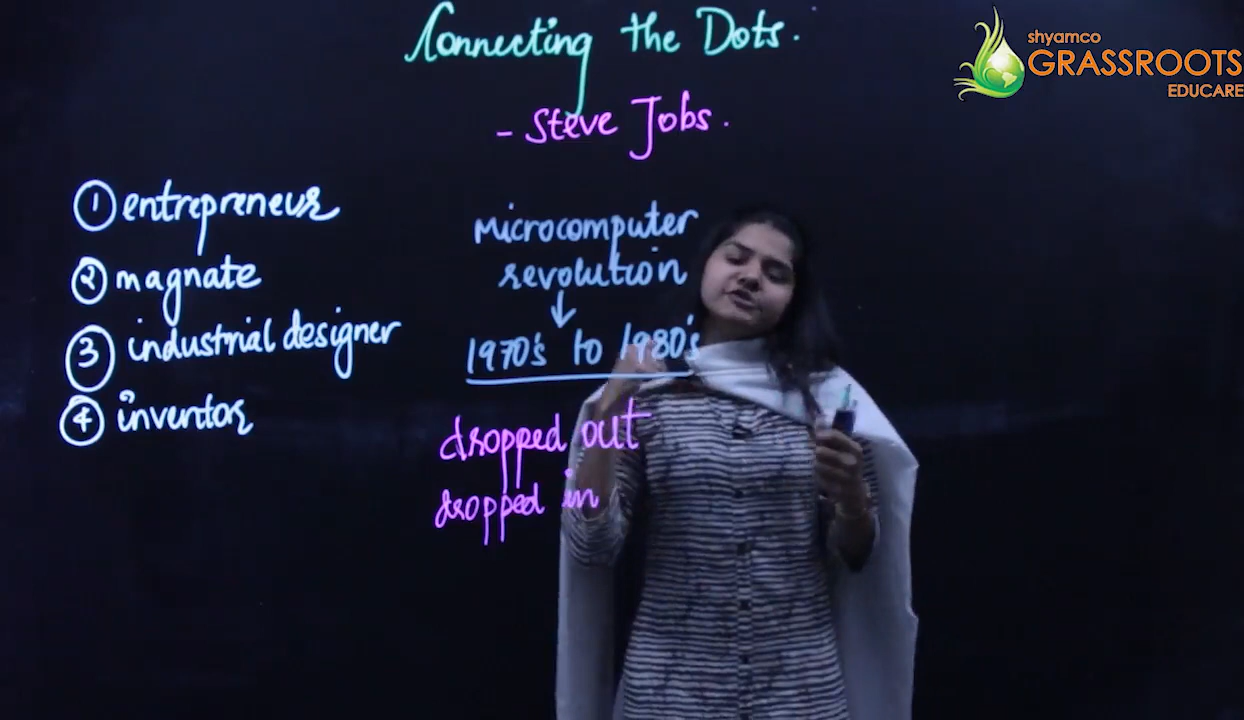 Connecting the Dots.
- Steve Jobs.
shyamco
GRASSROOTS
EDUCARE
① entrepreneur
② magnate
③ industrial designer
④ inventor
microcomputer
revolution
↓
1970's to 1980's
dropped out
dropped in